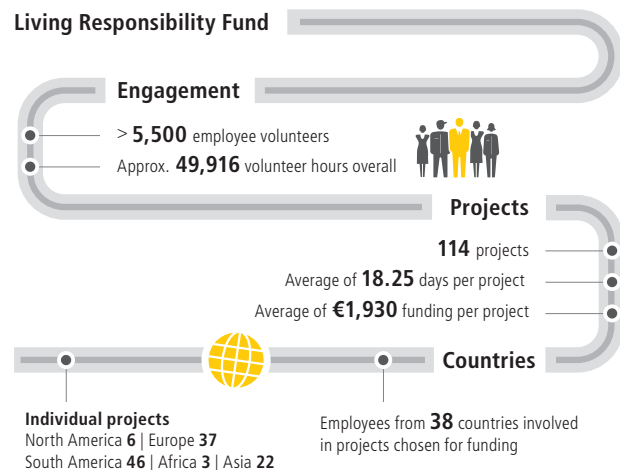 Living Responsibility Fund
Engagement
> 5,500 employee volunteers
Approx. 49,916 volunteer hours overall
Projects
114 projects
Average of 18.25 days per project
Average of €1,930 funding per project
Countries
Individual projects
North America 6 | Europe 37
South America 46 | Africa 3 | Asia 22
Employees from 38 countries involved
in projects chosen for funding